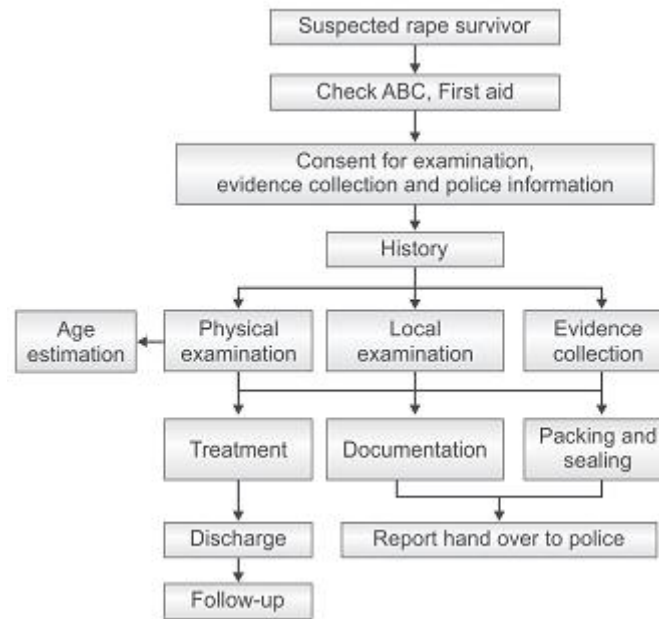 Suspected rape survivor
Check ABC, First aid
Consent for examination,
evidence collection and police information
History
Age
estimation
Physical
examination
Local
examination
Evidence
collection
Treatment
Documentation
Packing and
sealing
Discharge
Report hand over to police
Follow-up